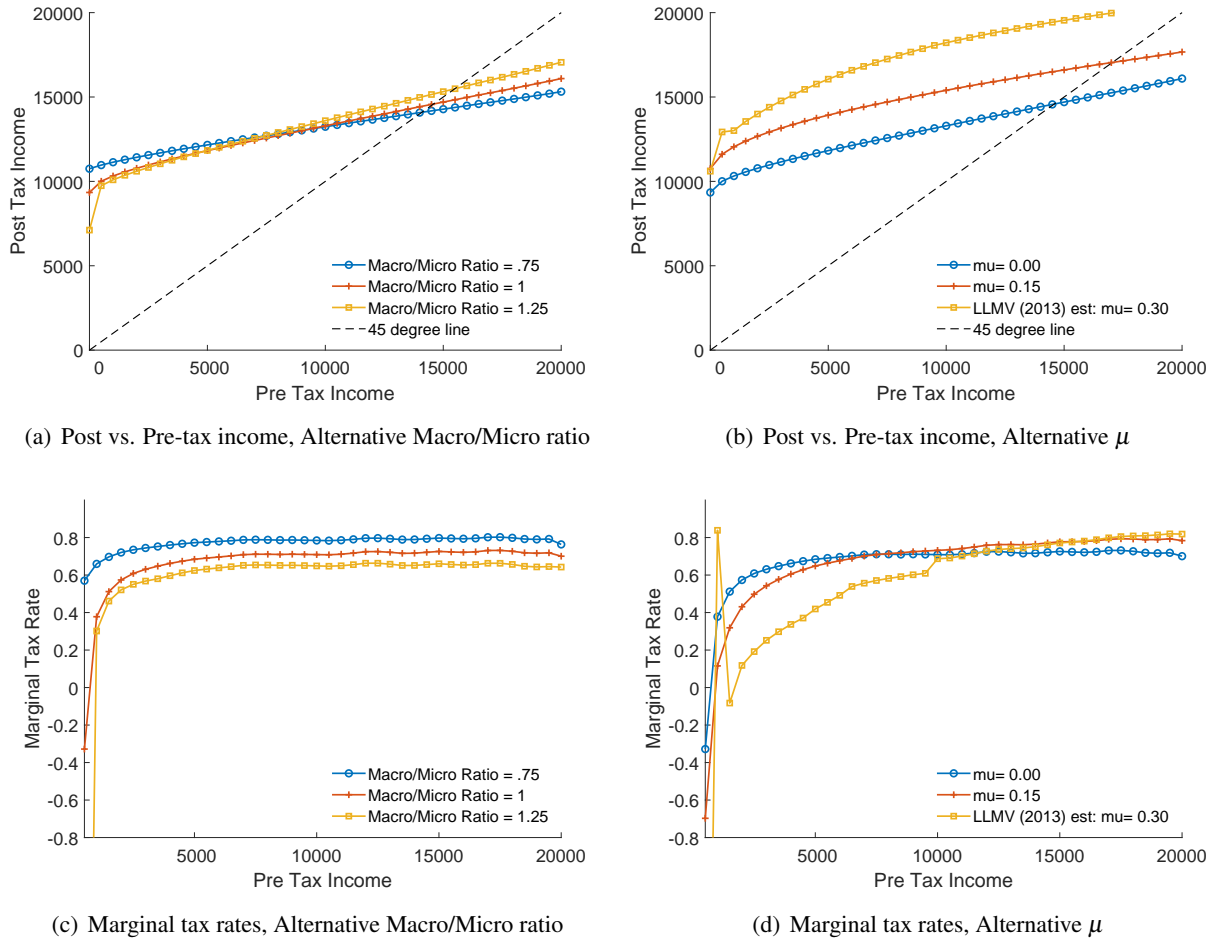 20000
15000
10000
5000
0
Post Tax Income
0 5000 10000 15000 20000
Pre Tax Income
Macro/Micro Ratio = .75
Macro/Micro Ratio = 1
Macro/Micro Ratio = 1.25
45 degree line
(a) Post vs. Pre-tax income, Alternative Macro/Micro ratio
20000
15000
10000
5000
0
Post Tax Income
0 5000 10000 15000 20000
Pre Tax Income
mu= 0.00
mu= 0.15
LLMV (2013) est: mu= 0.30
45 degree line
(b) Post vs. Pre-tax income, Alternative μ
0.8
0.6
0.4
0.2
0
-0.2
-0.4
-0.6
-0.8
Marginal Tax Rate
5000 10000 15000 20000
Pre Tax Income
Macro/Micro Ratio = .75
Macro/Micro Ratio = 1
Macro/Micro Ratio = 1.25
(c) Marginal tax rates, Alternative Macro/Micro ratio
0.8
0.6
0.4
0.2
0
-0.2
-0.4
-0.6
-0.8
Marginal Tax Rate
5000 10000 15000 20000
Pre Tax Income
mu= 0.00
mu= 0.15
LLMV (2013) est: mu= 0.30
(d) Marginal tax rates, Alternative μ